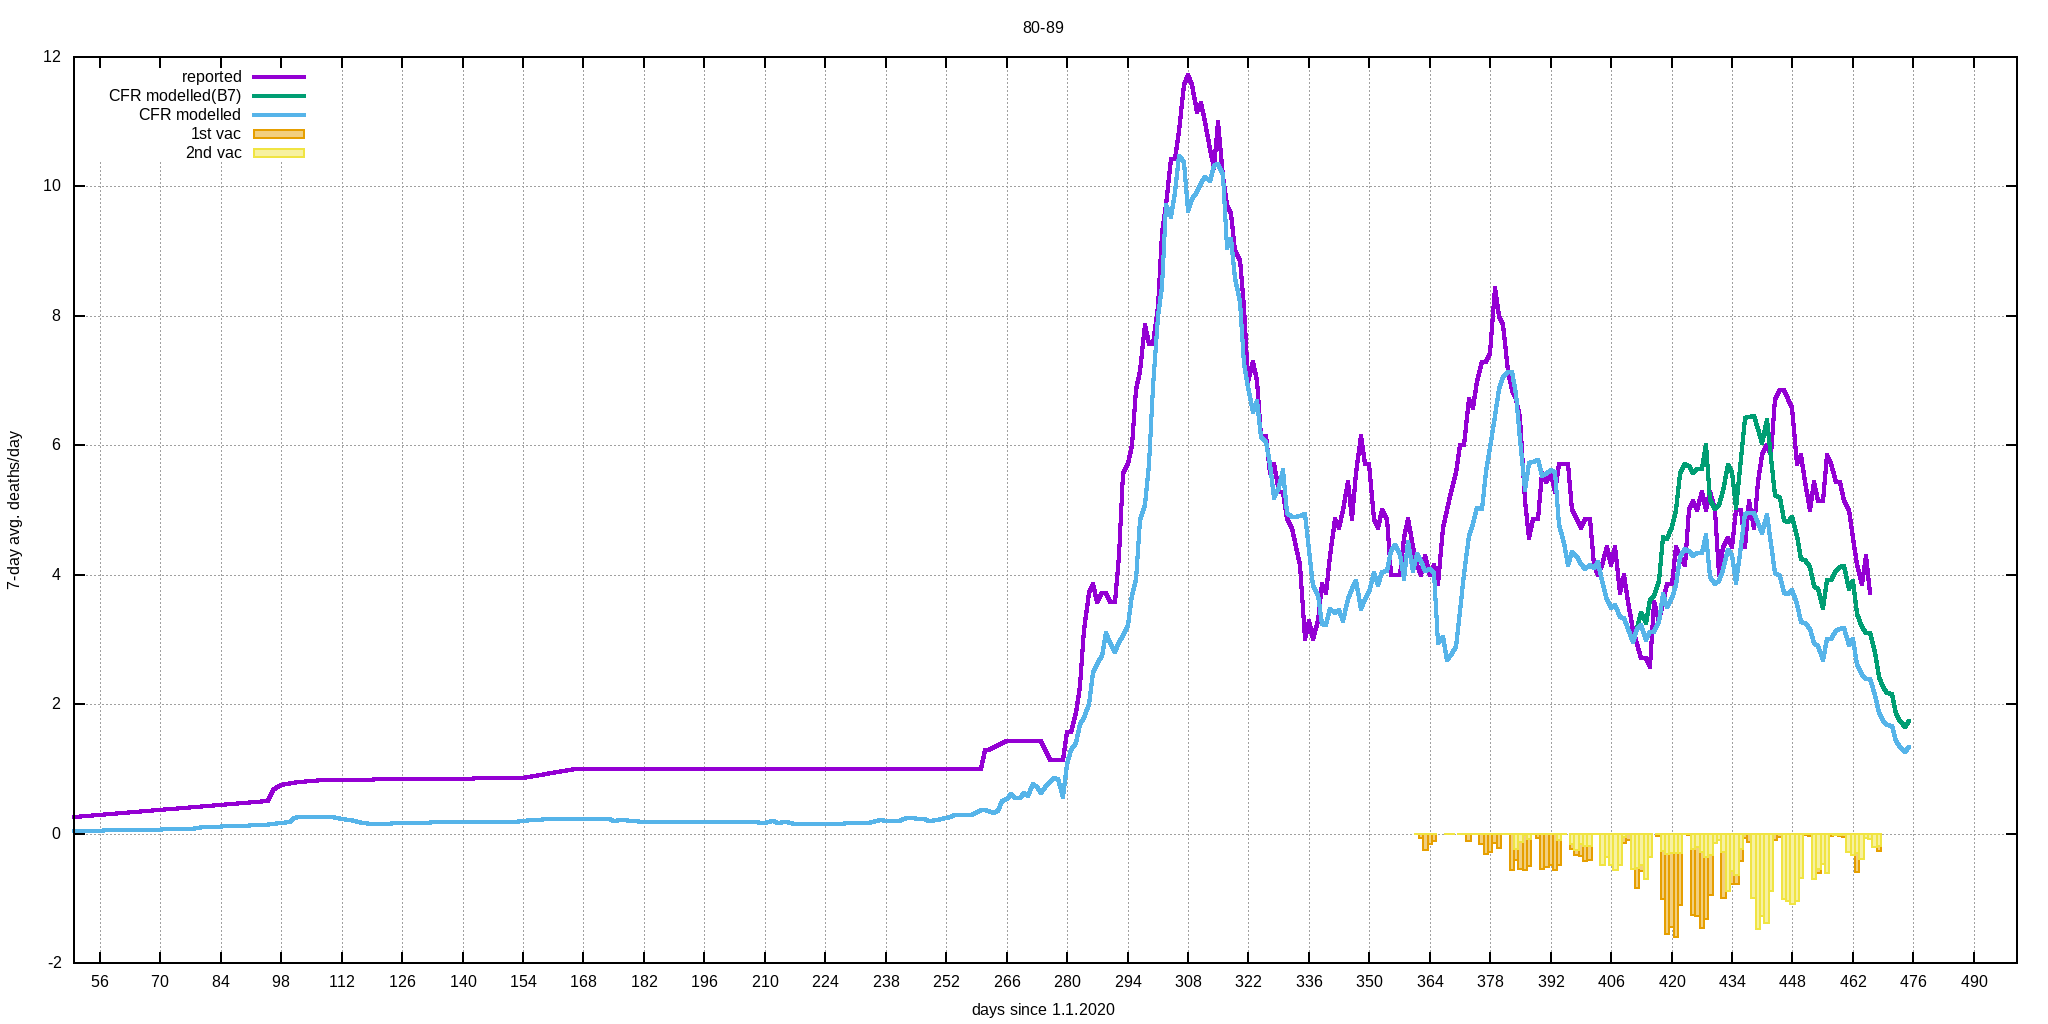 80-89
12
10
8
6
4
2
0
-2
7-day avg. deaths/day
reported
CFR modelled(B7)
CFR modelled
1st vac
2nd vac
56 70 84 98 112 126 140 154 168 182 196 210 224 238 252 266 280 294 308 322 336 350 364 378 392 406 420 434 448 462 476 490
days since 1.1.2020